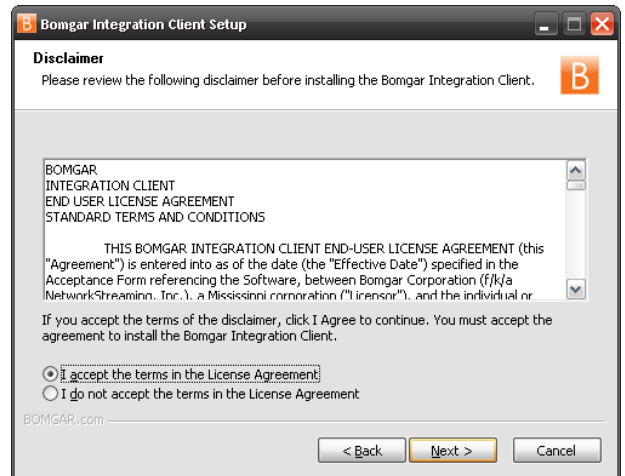 B Bomgar Integration Client Setup
Disclaimer
Please review the following disclaimer before installing the Bomgar Integration Client.
B
BOMGAR
INTEGRATION CLIENT
END USER LICENSE AGREEMENT
STANDARD TERMS AND CONDITIONS
THIS BOMGAR INTEGRATION CLIENT END-USER LICENSE AGREEMENT (this
"Agreement") is entered into as of the date (the "Effective Date") specified in the
Acceptance Form referencing the Software, between Bomgar Corporation (f/k/a
NetworkStreaming, Inc.), a Mississippi corporation ("Licensor"), and the individual or
If you accept the terms of the disclaimer, click I Agree to continue. You must accept the
agreement to install the Bomgar Integration Client.
I accept the terms in the License Agreement
I do not accept the terms in the License Agreement
BOMGAR.com
< Back Next > Cancel